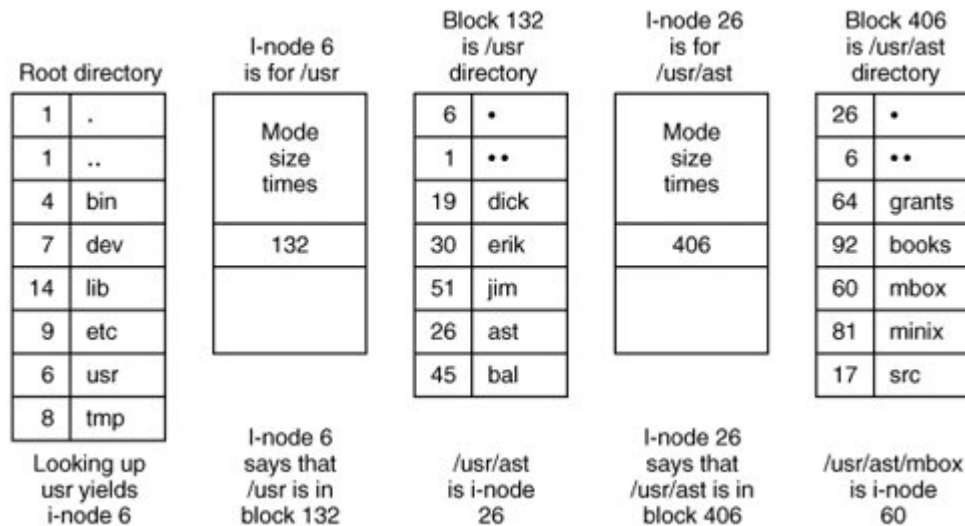 Root directory
1 .
1 ..
4 bin
7 dev
14 lib
9 etc
6 usr
8 tmp
Looking up
usr yields
i-node 6
I-node 6
is for /usr
Mode
size
times
132
I-node 6
says that
/usr is in
block 132
Block 132
is /usr
directory
6 •
1 ••
19 dick
30 erik
51 jim
26 ast
45 bal
/usr/ast
is i-node
26
I-node 26
is for
/usr/ast
Mode
size
times
406
I-node 26
says that
/usr/ast is in
block 406
Block 406
is /usr/ast
directory
26 •
6 ••
64 grants
92 books
60 mbox
81 minix
17 src
/usr/ast/mbox
is i-node
60